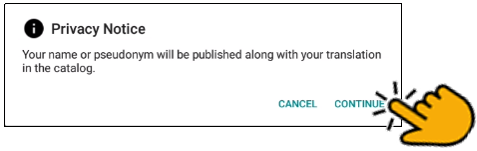 Privacy Notice
Your name or pseudonym will be published along with your translation
in the catalog.
CANCEL CONTINUE